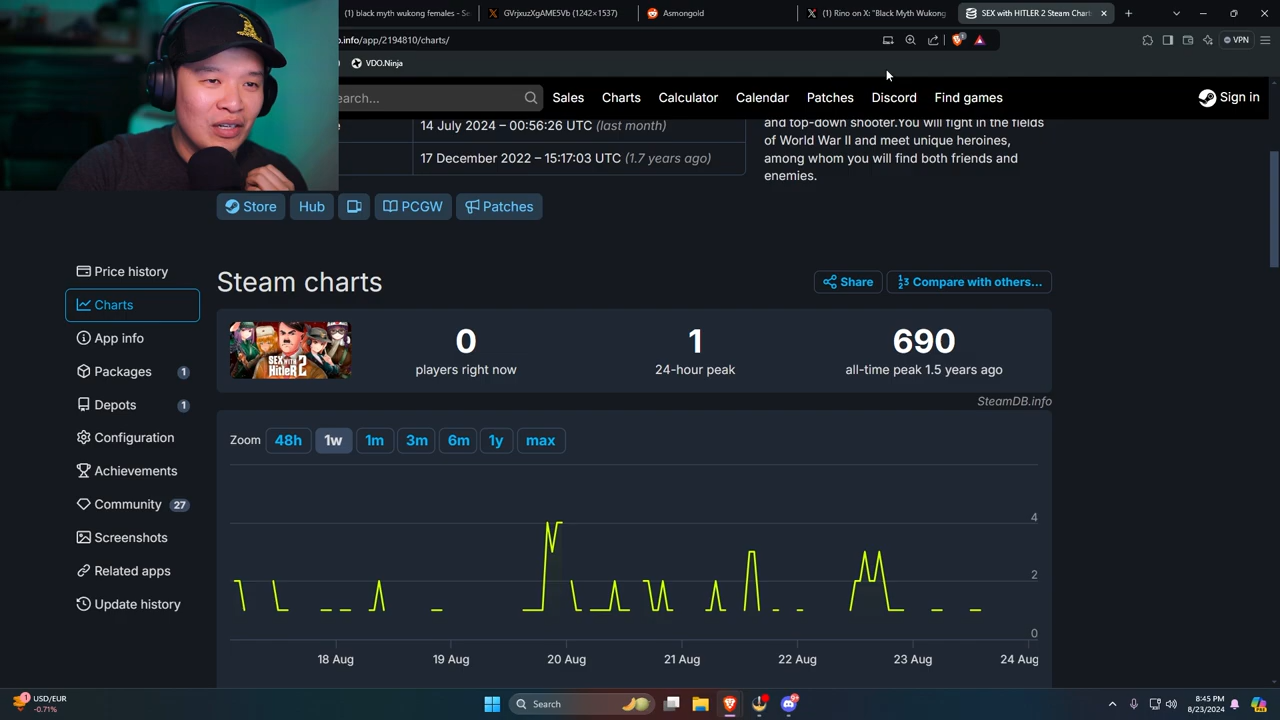 (1) black myth wukong females - Se
GVrjxuzXgAME5Vb (1242×1537)
Asmongold
(1) Rino on X: "Black Myth Wukong
SEX with HITLER 2 Steam Chart
.info/app/2194810/charts/
VPN
VDO.Ninja
earch...
Sales
Charts
Calculator
Calendar
Patches
Discord
Find games
Sign in
14 July 2024 – 00:56:26 UTC (last month)
17 December 2022 – 15:17:03 UTC (1.7 years ago)
and top-down shooter.You will fight in the fields
of World War II and meet unique heroines,
among whom you will find both friends and
enemies.
Store
Hub
PCGW
Patches
Price history
Charts
App info
Packages 1
Depots 1
Configuration
Achievements
Community 27
Screenshots
Related apps
Update history
Steam charts
Share
Compare with others...
SEX WITH HITLER 2
0
players right now
1
24-hour peak
690
all-time peak 1.5 years ago
SteamDB.info
Zoom
48h
1w
1m
3m
6m
1y
max
4
2
0
18 Aug
19 Aug
20 Aug
21 Aug
22 Aug
23 Aug
24 Aug
USD/EUR
-0.71%
Search
8:45 PM
8/23/2024